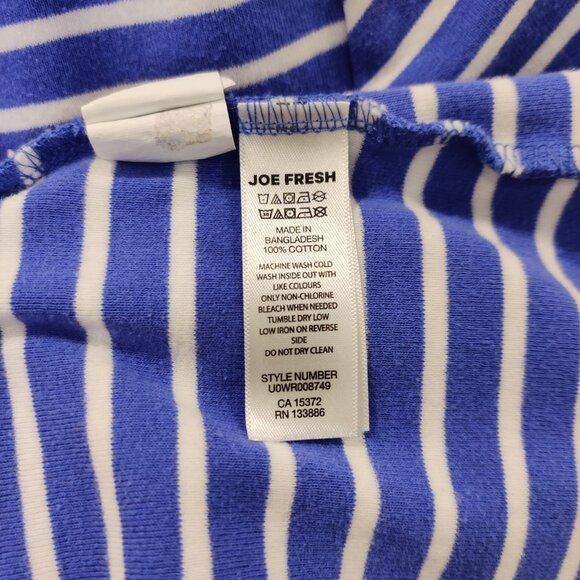 JOE FRESH
MADE IN
BANGLADESH
100% COTTON
MACHINE WASH COLD
WASH INSIDE OUT WITH
LIKE COLOURS
ONLY NON-CHLORINE
BLEACH WHEN NEEDED
TUMBLE DRY LOW
LOW IRON ON REVERSE
SIDE
DO NOT DRY CLEAN
STYLE NUMBER
U0WR008749
CA 15372
RN 133886